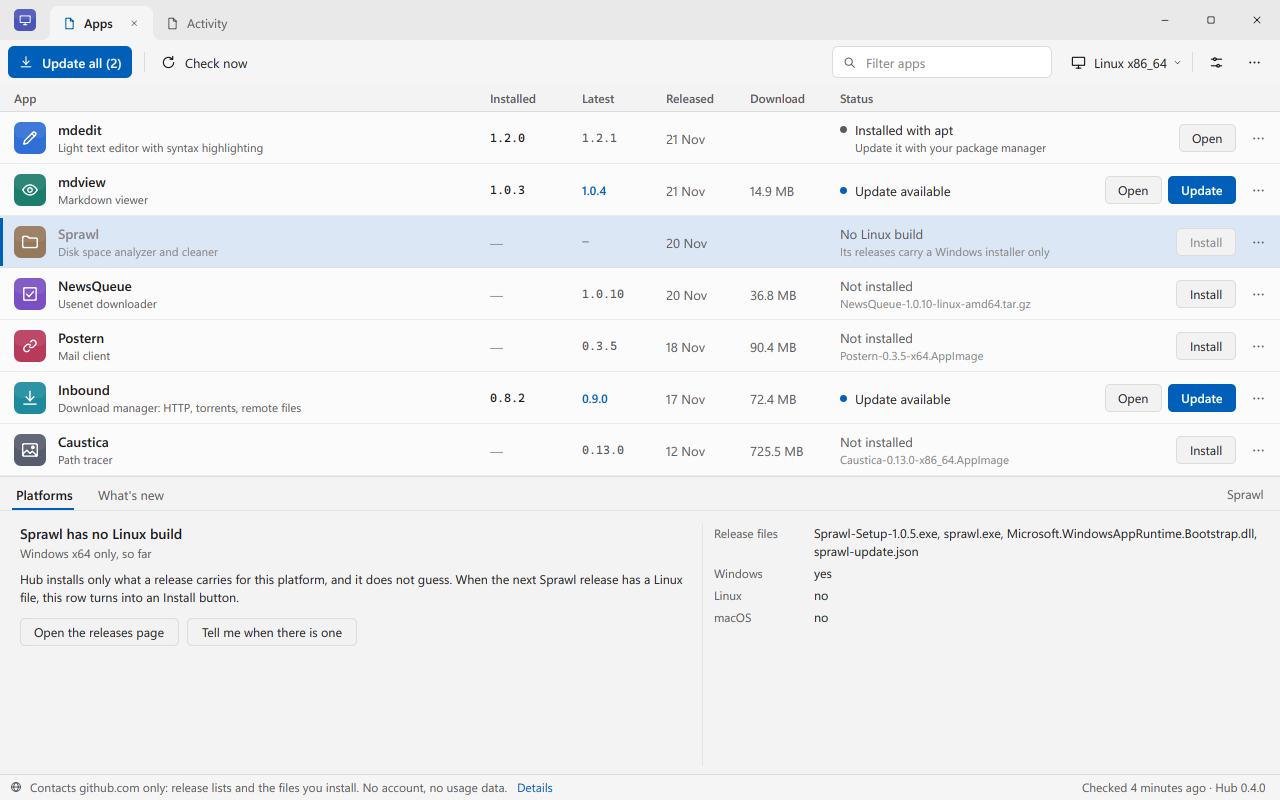 Apps
Activity
Update all (2)
Check now
Filter apps
Linux x86_64
App Installed Latest Released Download Status
mdedit
Light text editor with syntax highlighting
1.2.0 1.2.1 21 Nov
Installed with apt
Update it with your package manager
Open
mdview
Markdown viewer
1.0.3 1.0.4 21 Nov 14.9 MB
Update available
Open Update
Sprawl
Disk space analyzer and cleaner
— – 20 Nov
No Linux build
Its releases carry a Windows installer only
Install
NewsQueue
Usenet downloader
— 1.0.10 20 Nov 36.8 MB
Not installed
NewsQueue-1.0.10-linux-amd64.tar.gz
Install
Postern
Mail client
— 0.3.5 18 Nov 90.4 MB
Not installed
Postern-0.3.5-x64.AppImage
Install
Inbound
Download manager: HTTP, torrents, remote files
0.8.2 0.9.0 17 Nov 72.4 MB
Update available
Open Update
Caustica
Path tracer
— 0.13.0 12 Nov 725.5 MB
Not installed
Caustica-0.13.0-x86_64.AppImage
Install
Platforms What's new Sprawl
Sprawl has no Linux build
Windows x64 only, so far
Hub installs only what a release carries for this platform, and it does not guess. When the next Sprawl release has a Linux
file, this row turns into an Install button.
Open the releases page Tell me when there is one
Release files Sprawl-Setup-1.0.5.exe, sprawl.exe, Microsoft.WindowsAppRuntime.Bootstrap.dll,
sprawl-update.json
Windows yes
Linux no
macOS no
Contacts github.com only: release lists and the files you install. No account, no usage data. Details
Checked 4 minutes ago · Hub 0.4.0